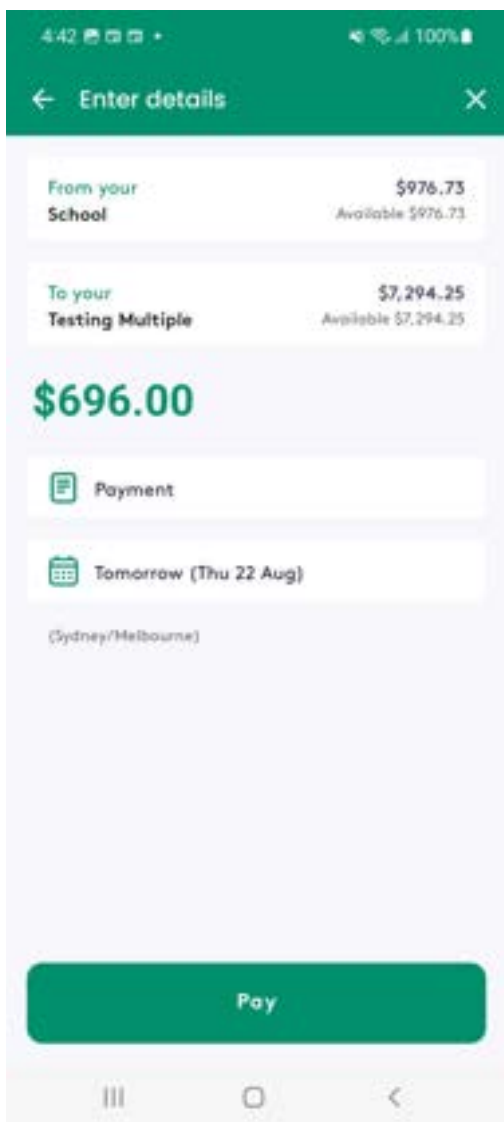 4:42 100%
Enter details
From your $976.73
School Available $976.73
To your $7,294.25
Testing Multiple Available $7,294.25
$696.00
Payment
Tomorrow (Thu 22 Aug)
(Sydney/Melbourne)
Pay